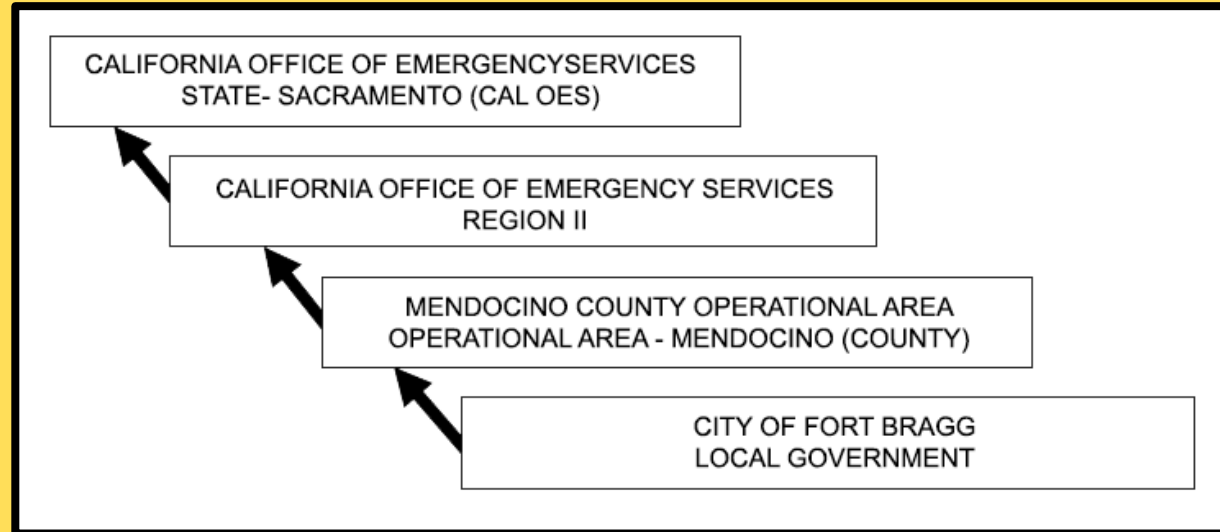 CALIFORNIA OFFICE OF EMERGENCYSERVICES
STATE- SACRAMENTO (CAL OES)
CALIFORNIA OFFICE OF EMERGENCY SERVICES
REGION II
MENDOCINO COUNTY OPERATIONAL AREA
OPERATIONAL AREA - MENDOCINO (COUNTY)
CITY OF FORT BRAGG
LOCAL GOVERNMENT